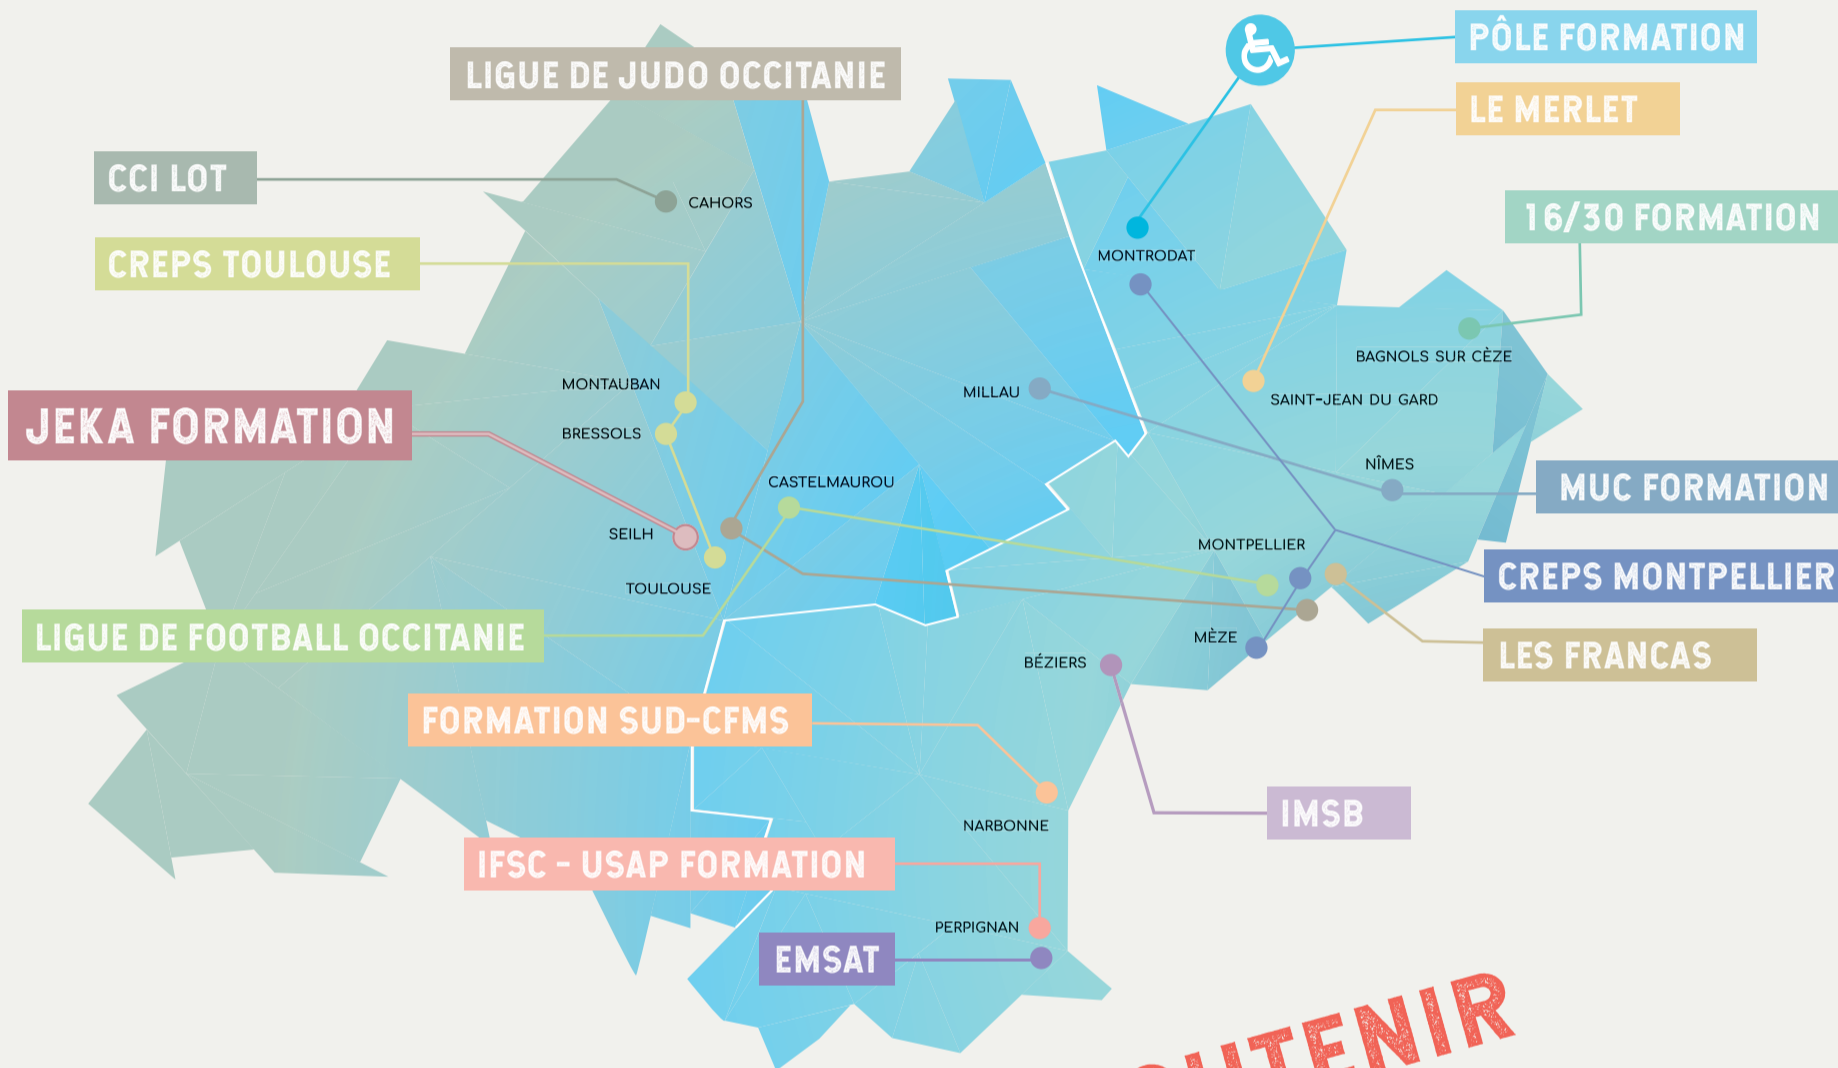 PÔLE FORMATION
LIGUE DE JUDO OCCITANIE
LE MERLET
CCI LOT
CAHORS
16/30 FORMATION
CREPS TOULOUSE
MONTRODAT
BAGNOLS SUR CÈZE
MONTAUBAN
MILLAU
SAINT-JEAN DU GARD
JEKA FORMATION
BRESSOLS
NÎMES
CASTELMAUROU
MUC FORMATION
SEILH
MONTPELLIER
CREPS MONTPELLIER
TOULOUSE
LIGUE DE FOOTBALL OCCITANIE
MÈZE
BÉZIERS
LES FRANCAS
FORMATION SUD-CFMS
IMSB
NARBONNE
IFSC - USAP FORMATION
PERPIGNAN
EMSAT
OUTENIR